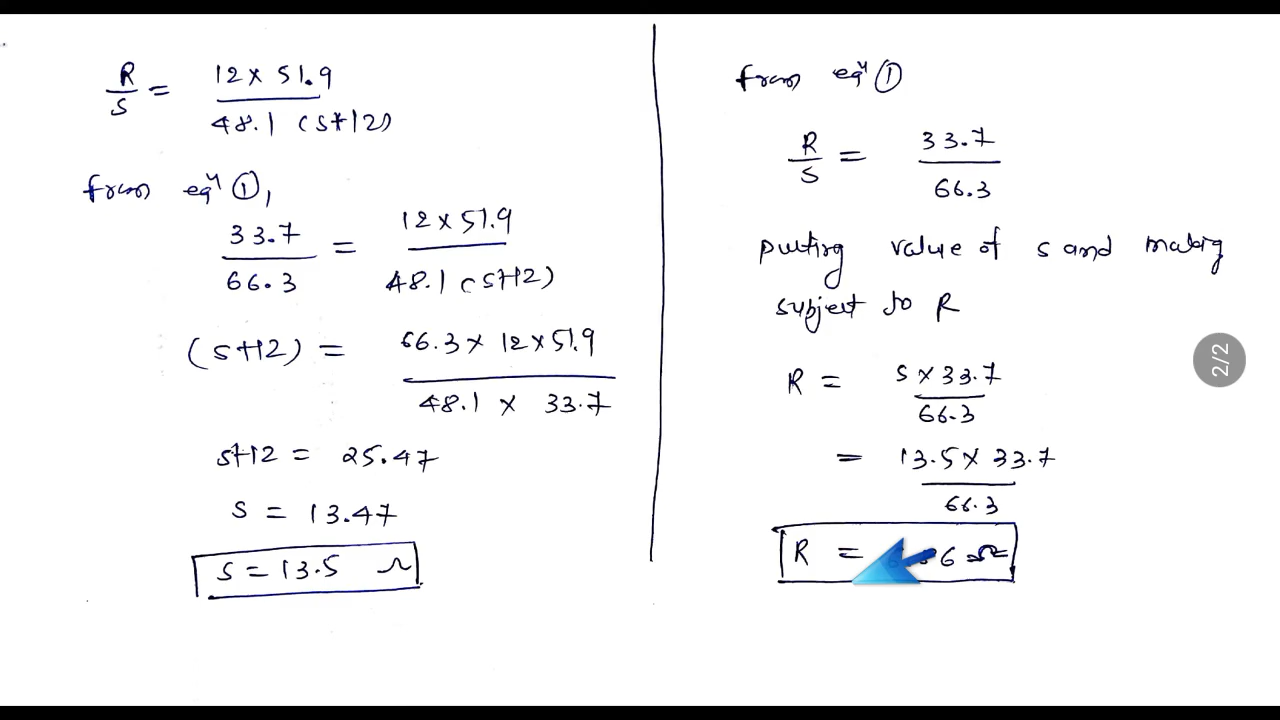 R/S = 12 × 51.9 / 48.1 (S+12)
from eqⁿ ①,
33.7 / 66.3 = 12 × 51.9 / 48.1 (S+12)
(S+12) = 66.3 × 12 × 51.9 / 48.1 × 33.7
S+12 = 25.47
S = 13.47
S = 13.5 Ω
from eqⁿ ①
R/S = 33.7 / 66.3
putting value of S and making
subject to R
R = S × 33.7 / 66.3
= 13.5 × 33.7 / 66.3
R = Ω
2/2